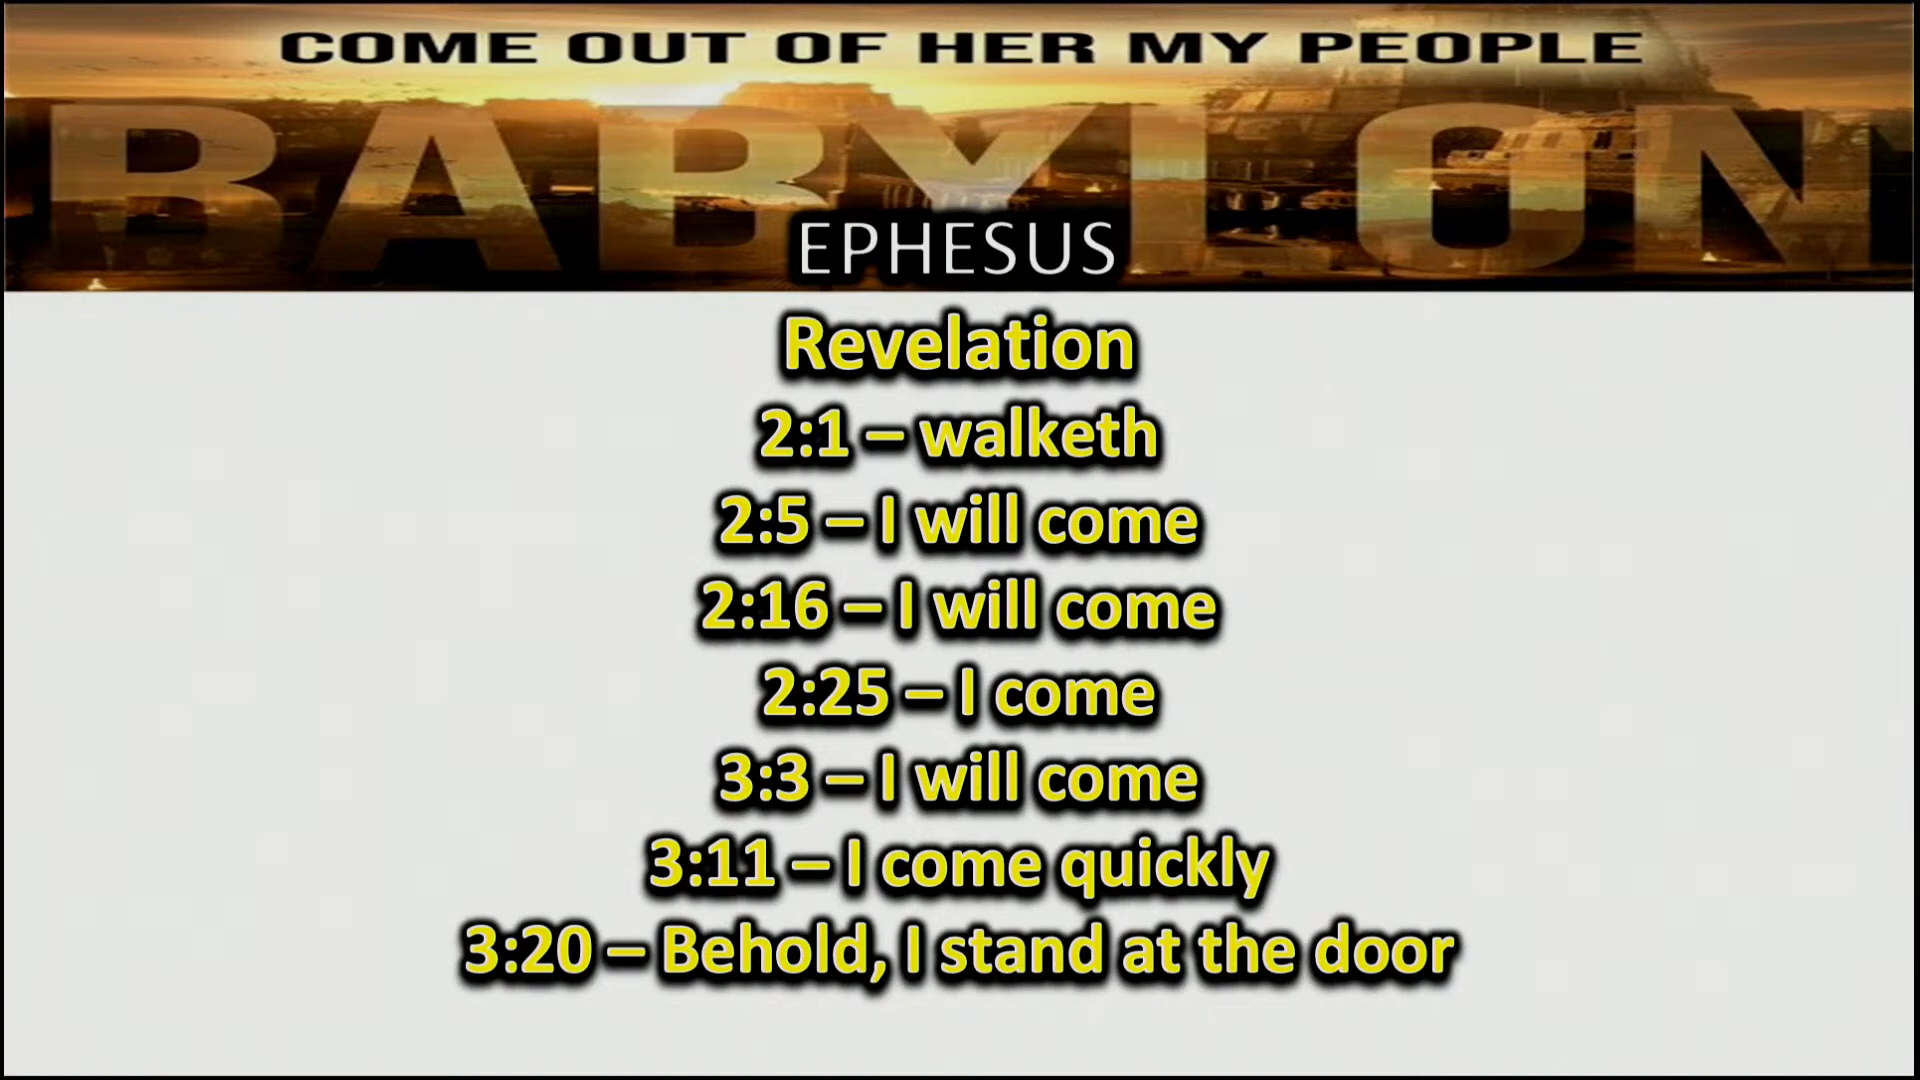 COME OUT OF HER MY PEOPLE
BABYLON
EPHESUS
Revelation
2:1 – walketh
2:5 – I will come
2:16 – I will come
2:25 – I come
3:3 – I will come
3:11 – I come quickly
3:20 – Behold, I stand at the door